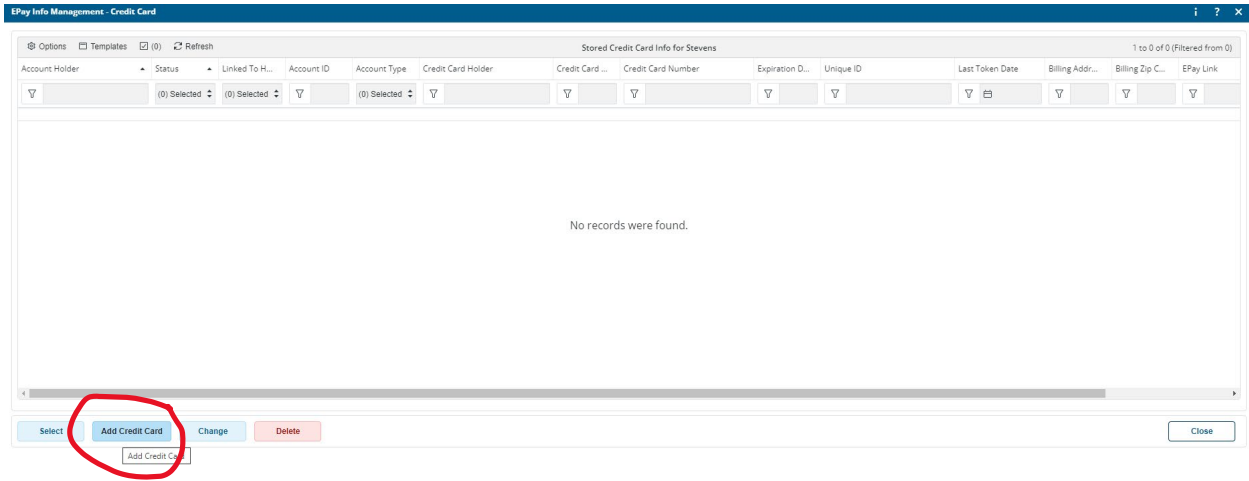 EPay Info Management - Credit Card i ? ×
Options Templates (0) Refresh Stored Credit Card Info for Stevens 1 to 0 of 0 (Filtered from 0)
Account Holder Status Linked To H... Account ID Account Type Credit Card Holder Credit Card ... Credit Card Number Expiration D... Unique ID Last Token Date Billing Addr... Billing Zip C... EPay Link
(0) Selected (0) Selected (0) Selected
No records were found.
Select Add Credit Card Change Delete Close
Add Credit